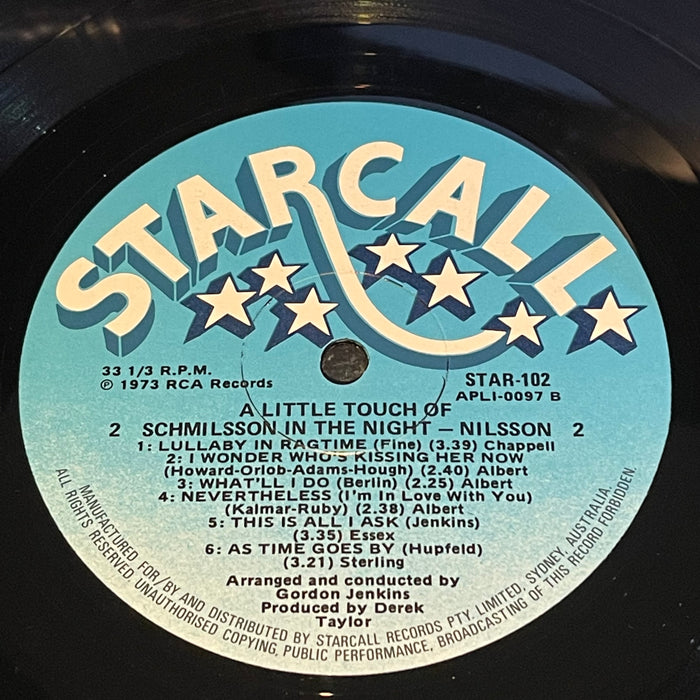 STARCALL
33 1/3 R.P.M.
℗ 1973 RCA Records
STAR-102
APLI-0097 B
A LITTLE TOUCH OF
2 SCHMILSSON IN THE NIGHT – NILSSON 2
1: LULLABY IN RAGTIME (Fine) (3.39) Chappell
2: I WONDER WHO'S KISSING HER NOW
(Howard-Orlob-Adams-Hough) (2.40) Albert
3: WHAT'LL I DO (Berlin) (2.25) Albert
4: NEVERTHELESS (I'm In Love With You)
(Kalmar-Ruby) (2.38) Albert
5: THIS IS ALL I ASK (Jenkins)
(3.35) Essex
6: AS TIME GOES BY (Hupfeld)
(3.21) Sterling
Arranged and conducted by
Gordon Jenkins
Produced by Derek
Taylor
MANUFACTURED FOR/BY AND DISTRIBUTED BY STARCALL RECORDS PTY. LIMITED, SYDNEY, AUSTRALIA.
ALL RIGHTS RESERVED UNAUTHORISED COPYING, PUBLIC PERFORMANCE, BROADCASTING OF THIS RECORD FORBIDDEN.